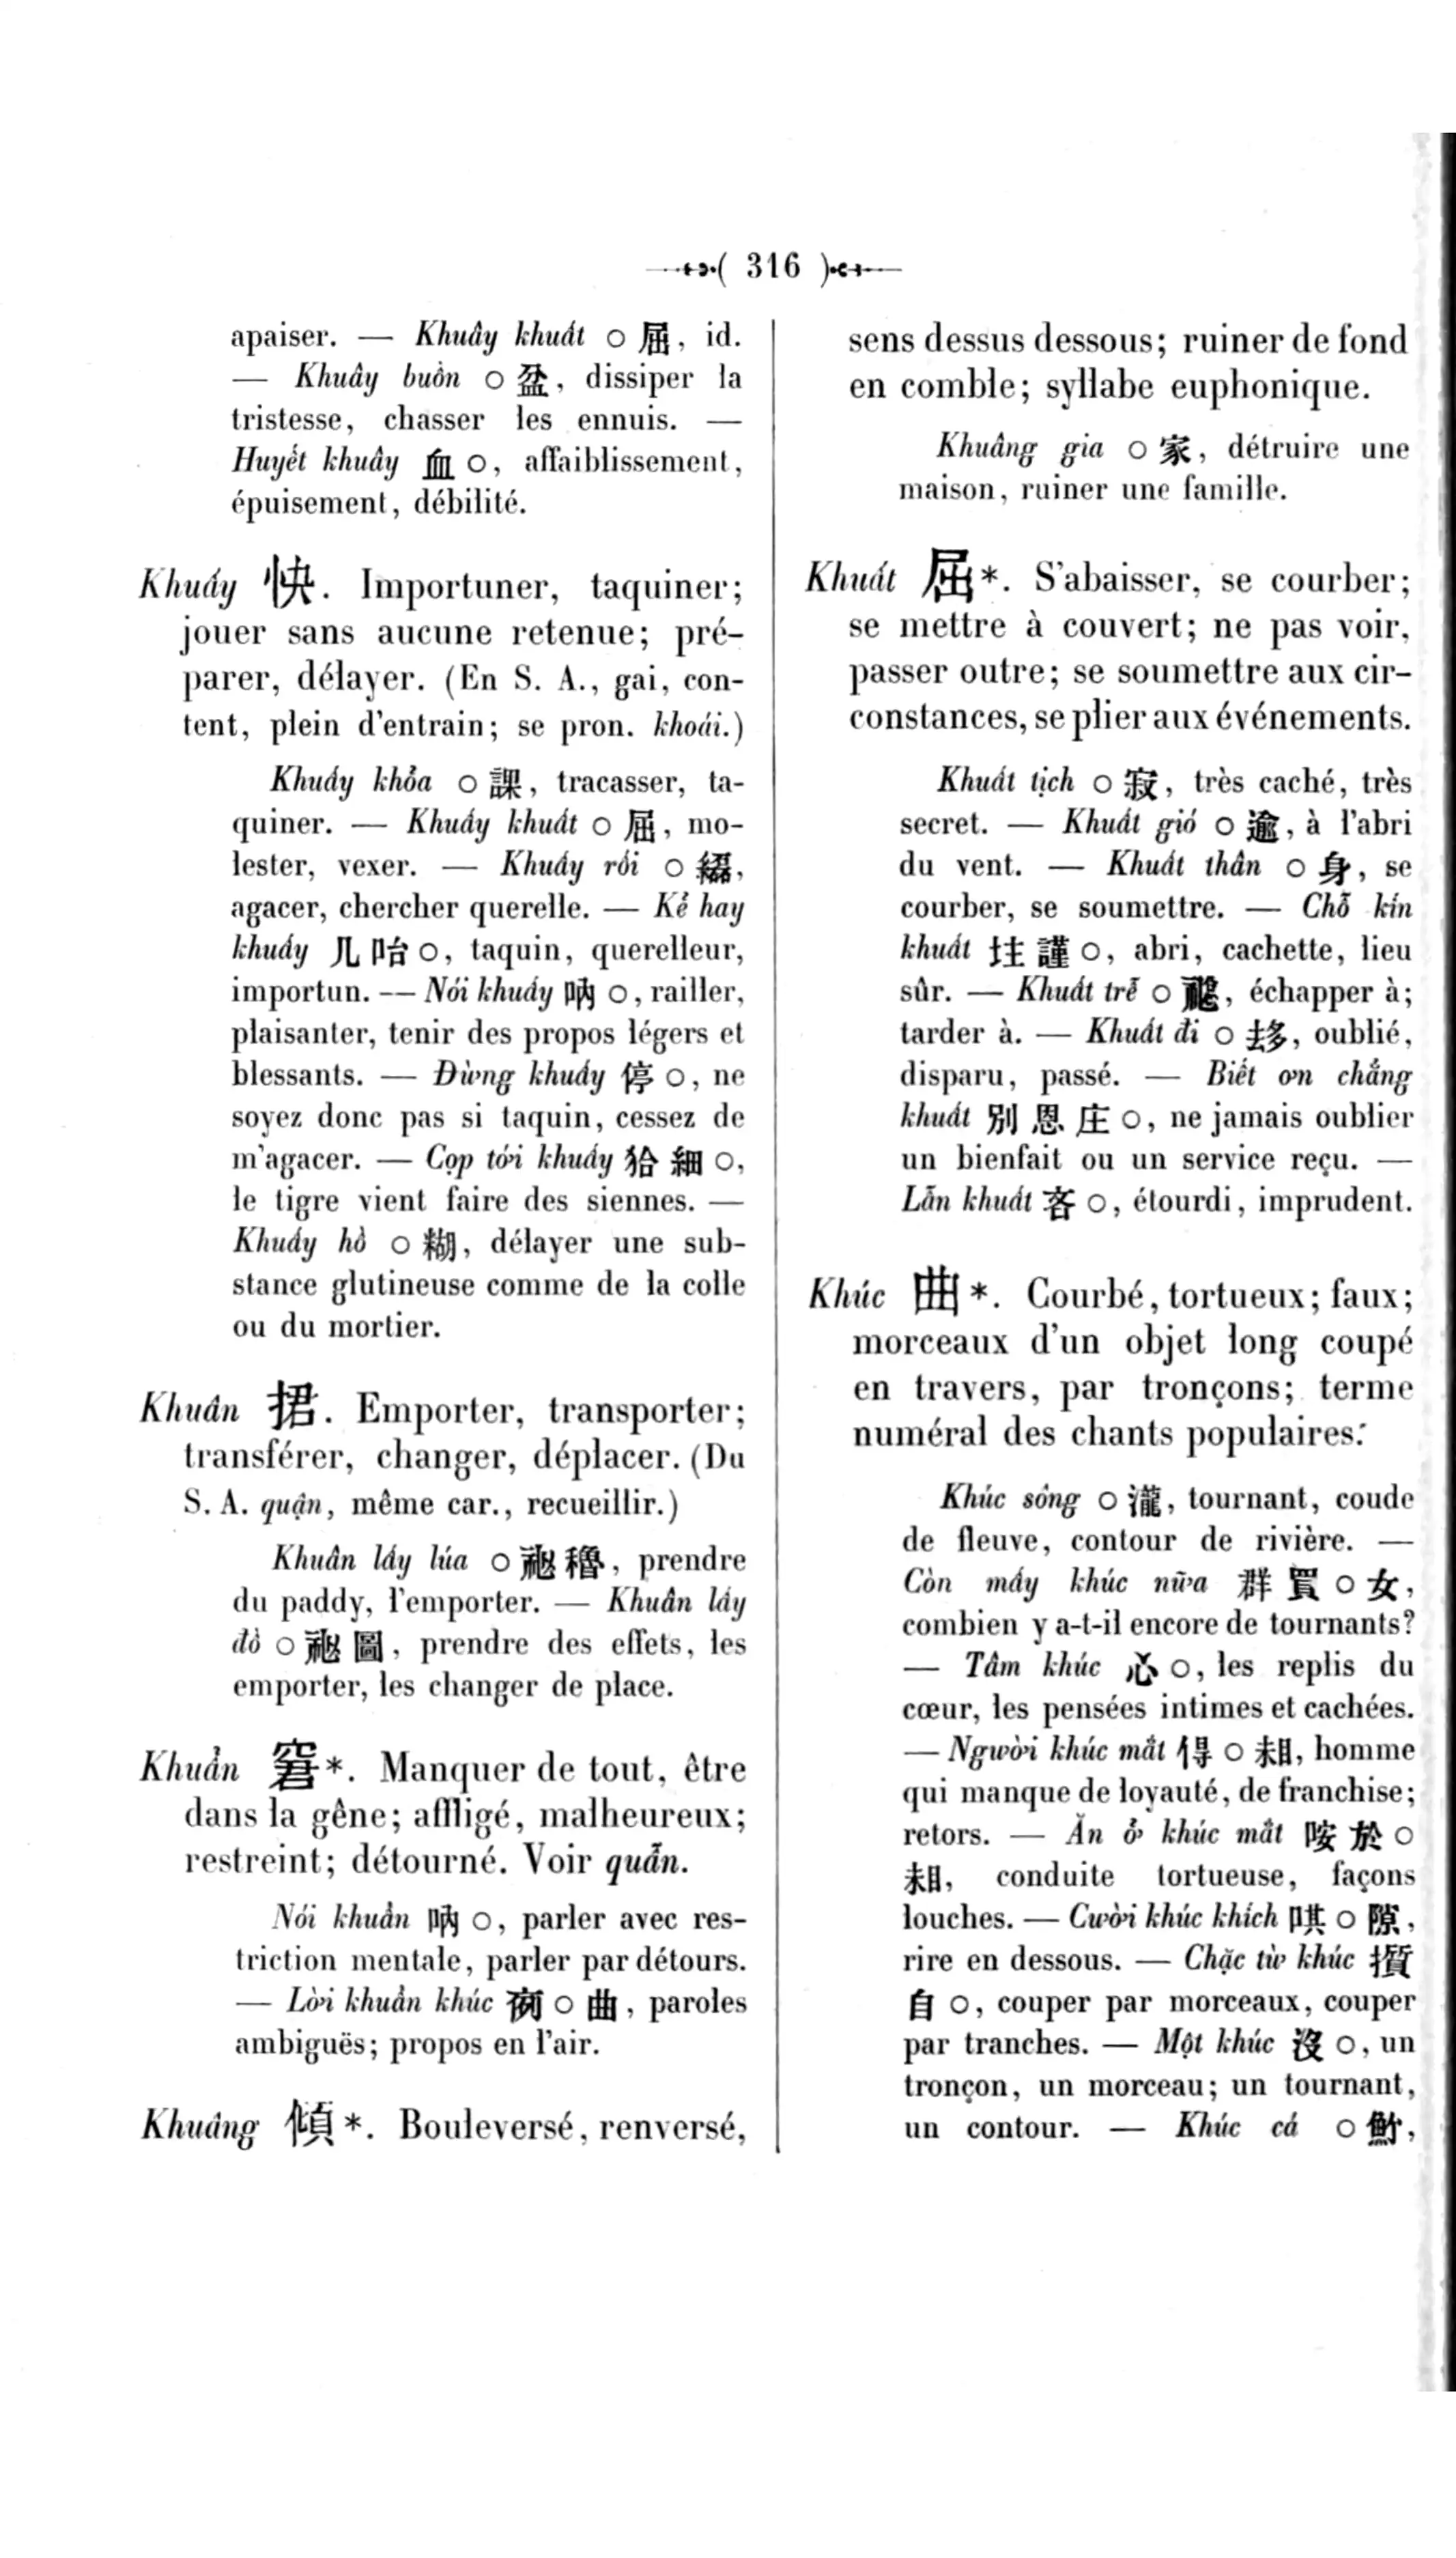 ( 316 )
apaiser. — Khuây khuất ○ 屈, id.
— Khuây buồn ○ 盆, dissiper la
tristesse, chasser les ennuis. —
Huyết khuây 血 ○, affaiblissement,
épuisement, débilité.
Khuấy 快. Importuner, taquiner;
jouer sans aucune retenue; pré-
parer, délayer. (En S. A., gai, con-
tent, plein d'entrain; se pron. khoái.)
Khuấy khỏa ○ 課, tracasser, ta-
quiner. — Khuấy khuất ○ 屈, mo-
lester, vexer. — Khuấy rối ○
agacer, chercher querelle. — Kẻ hay
khuấy 几 咍 ○, taquin, querelleur,
importun. — Nói khuấy 吶 ○, railler,
plaisanter, tenir des propos légers et
blessants. — Đừng khuấy 停 ○, ne
soyez donc pas si taquin, cessez de
m'agacer. — Cọp tới khuấy 㹂 細 ○,
le tigre vient faire des siennes. —
Khuấy hồ ○ 糊, délayer une sub-
stance glutineuse comme de la colle
ou du mortier.
Khuân 捃. Emporter, transporter;
transférer, changer, déplacer. (Du
S. A. quận, même car., recueillir.)
Khuân lấy lúa ○ 穭, prendre
du paddy, l'emporter. — Khuân lấy
đồ ○ 圖, prendre des effets, les
emporter, les changer de place.
Khuẩn 窘*. Manquer de tout, être
dans la gêne; affligé, malheureux;
restreint; détourné. Voir quẫn.
Nói khuẩn 吶 ○, parler avec res-
triction mentale, parler par détours.
— Lời khuẩn khúc ○ 曲, paroles
ambiguës; propos en l'air.
Khuâng 傾*. Bouleversé, renversé,
sens dessus dessous; ruiner de fond
en comble; syllabe euphonique.
Khuâng gia ○ 家, détruire une
maison, ruiner une famille.
Khuất 屈*. S'abaisser, se courber;
se mettre à couvert; ne pas voir,
passer outre; se soumettre aux cir-
constances, se plier aux événements.
Khuất tịch ○ 寂, très caché, très
secret. — Khuất gió ○ à l'abri
du vent. — Khuất thân ○ 身, se
courber, se soumettre. — Chỗ kín
khuất 拄 謹 ○, abri, cachette, lieu
sûr. — Khuất trễ ○ échapper à;
tarder à. — Khuất đi ○ 𠫾, oublié,
disparu, passé. — Biết ơn chẳng
khuất 別 恩 庄 ○, ne jamais oublier
un bienfait ou un service reçu. —
Lẫn khuất 吝 ○, étourdi, imprudent.
Khúc 曲*. Courbé, tortueux; faux;
morceaux d'un objet long coupé
en travers, par tronçons; terme
numéral des chants populaires.
Khúc sông ○ 瀧, tournant, coude
de fleuve, contour de rivière. —
Còn mấy khúc nữa 群 買 ○ 女,
combien y a-t-il encore de tournants?
— Tâm khúc 心 ○, les replis du
cœur, les pensées intimes et cachées.
— Người khúc mắt 得 ○ 眜, homme
qui manque de loyauté, de franchise;
retors. — Ăn ở khúc mắt 咹 於 ○
眜, conduite tortueuse, façons
louches. — Cười khúc khích 唭 ○ 隙,
rire en dessous. — Chặc từ khúc 擲
自 ○, couper par morceaux, couper
par tranches. — Một khúc 沒 ○, un
tronçon, un morceau; un tournant,
un contour. — Khúc cá ○